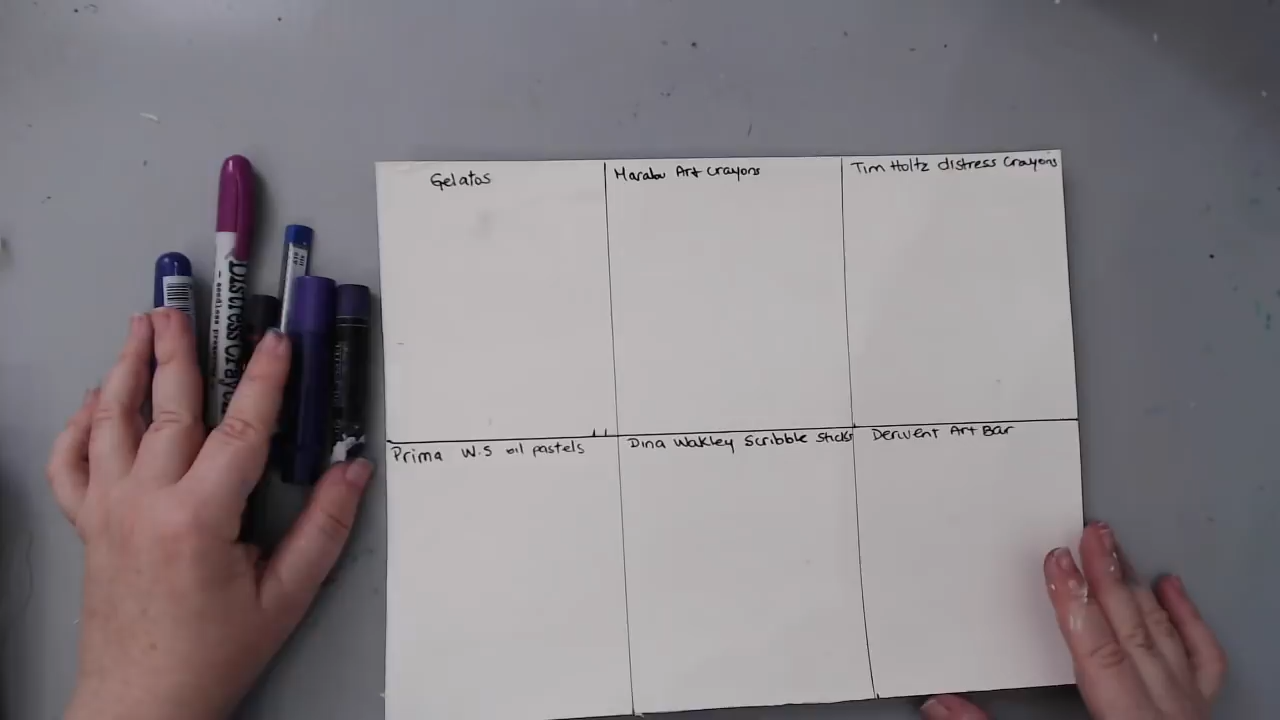 Gelatos
Marabu Art Crayons
Tim Holtz distress Crayons
Prima W.S oil pastels
Dina Wakley Scribble Sticks
Derwent Art Bar
Distress Crayon